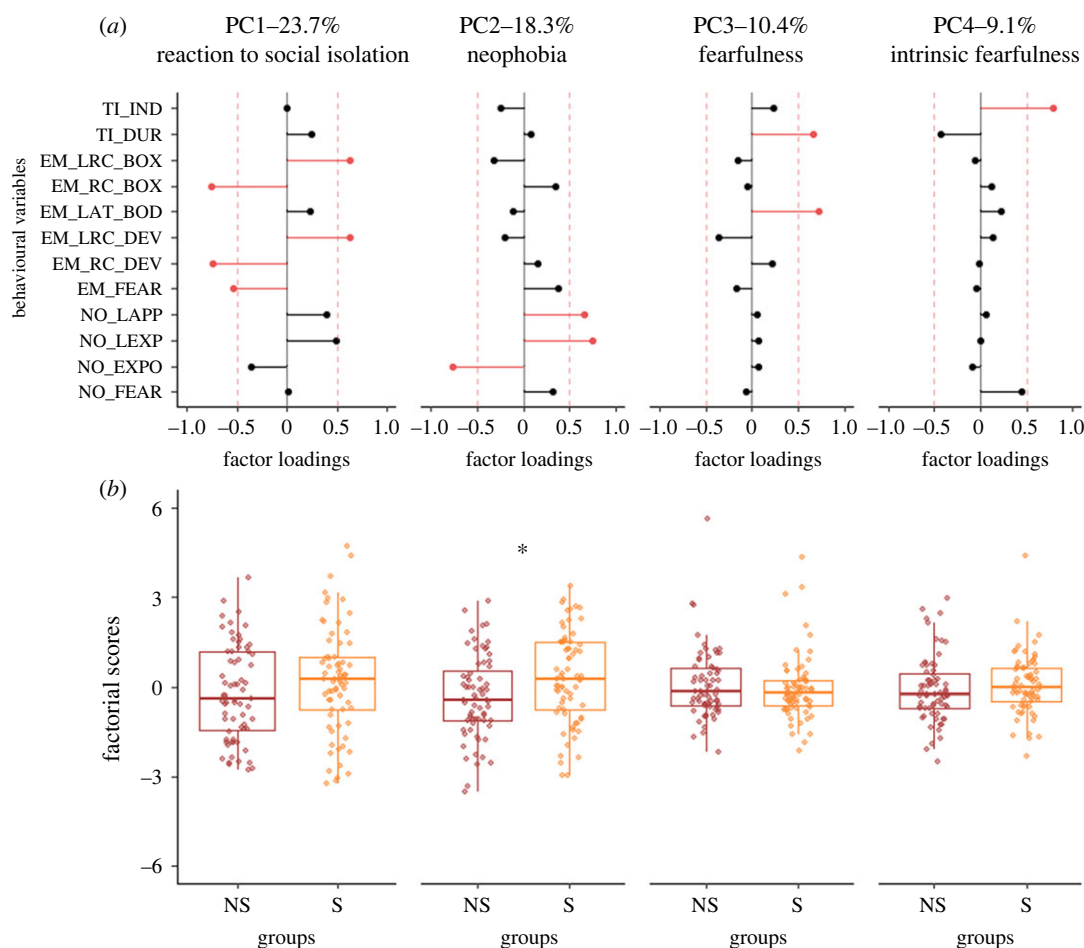 (a)
PC1–23.7%
reaction to social isolation
PC2–18.3%
neophobia
PC3–10.4%
fearfulness
PC4–9.1%
intrinsic fearfulness
behavioural variables
TI_IND
TI_DUR
EM_LRC_BOX
EM_RC_BOX
EM_LAT_BOD
EM_LRC_DEV
EM_RC_DEV
EM_FEAR
NO_LAPP
NO_LEXP
NO_EXPO
NO_FEAR
–1.0 –0.5 0 0.5 1.0
–1.0 –0.5 0 0.5 1.0
–1.0 –0.5 0 0.5 1.0
–1.0 –0.5 0 0.5 1.0
factor loadings
factor loadings
factor loadings
factor loadings
(b)
factorial scores
6
3
0
–3
–6
*
NS S
NS S
NS S
NS S
groups
groups
groups
groups